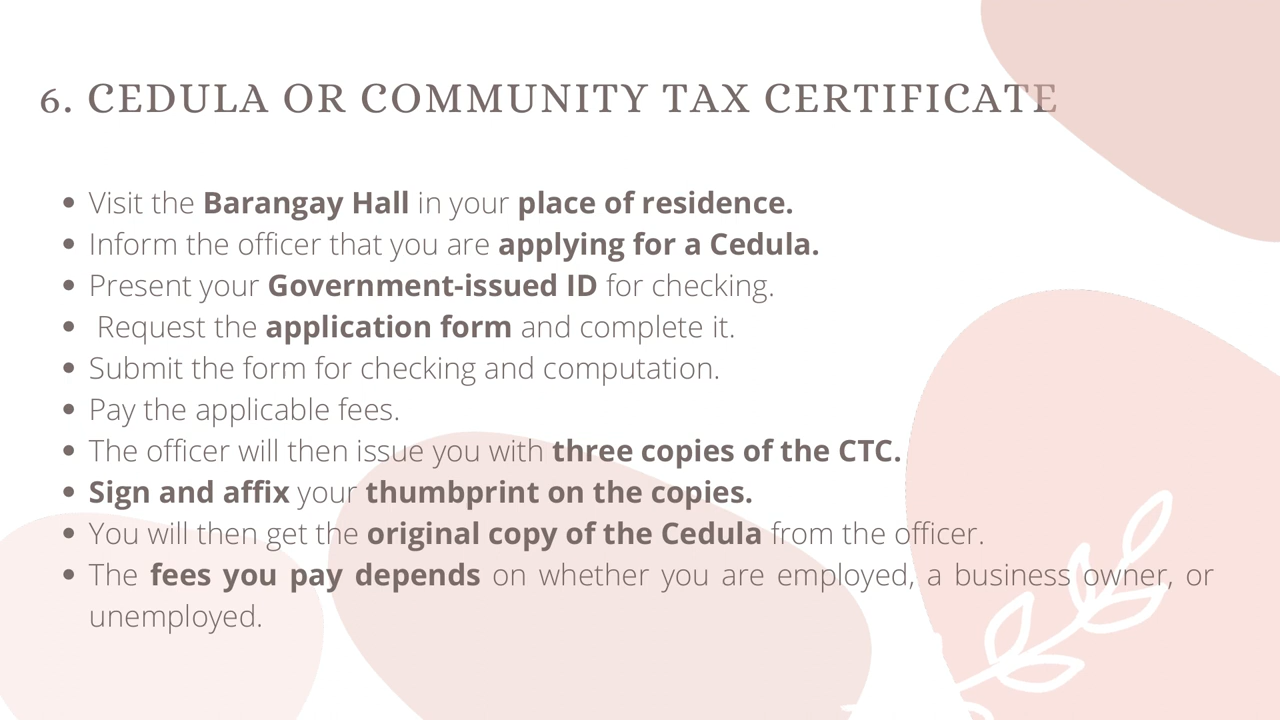 6. CEDULA OR COMMUNITY TAX CERTIFICATE
• Visit the Barangay Hall in your place of residence.
• Inform the officer that you are applying for a Cedula.
• Present your Government-issued ID for checking.
• Request the application form and complete it.
• Submit the form for checking and computation.
• Pay the applicable fees.
• The officer will then issue you with three copies of the CTC.
• Sign and affix your thumbprint on the copies.
• You will then get the original copy of the Cedula from the officer.
• The fees you pay depends on whether you are employed, a business owner, or
unemployed.